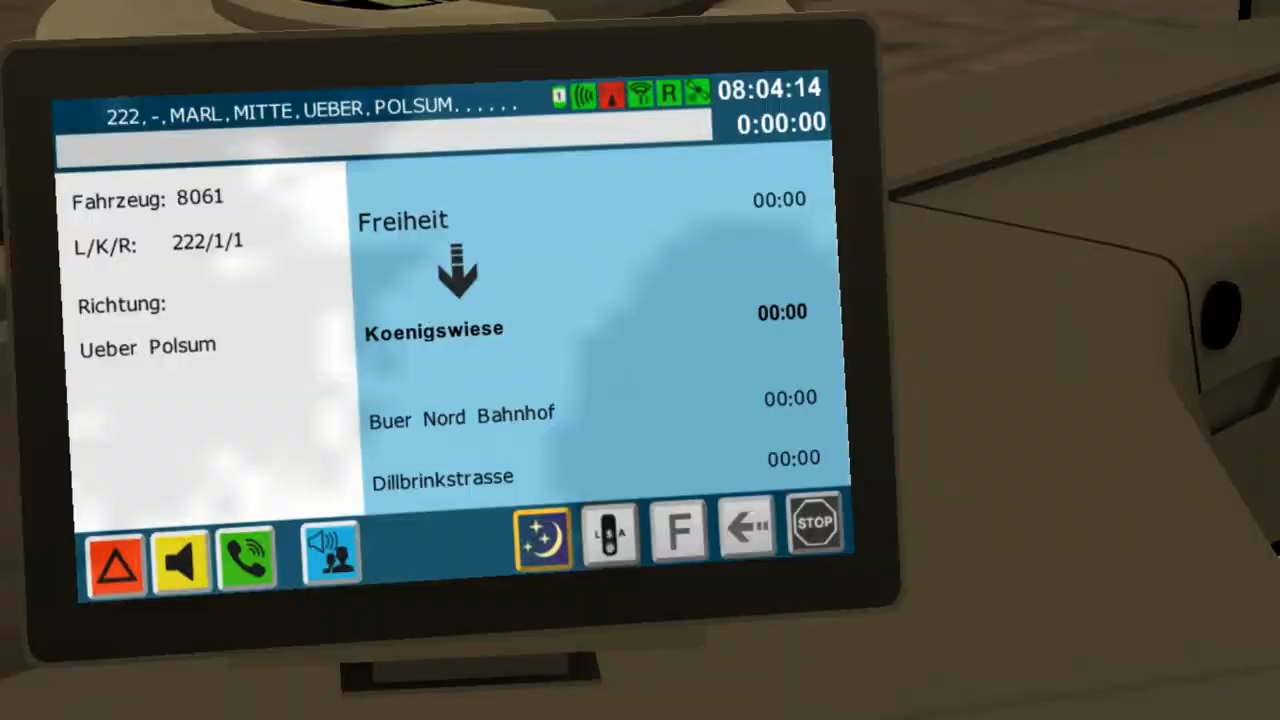 222,-,MARL,MITTE,UEBER,POLSUM......
1
R
08:04:14
0:00:00
Fahrzeug: 8061
L/K/R: 222/1/1
Richtung:
Ueber Polsum
Freiheit 00:00
Koenigswiese 00:00
Buer Nord Bahnhof 00:00
Dillbrinkstrasse 00:00
L A
F
STOP